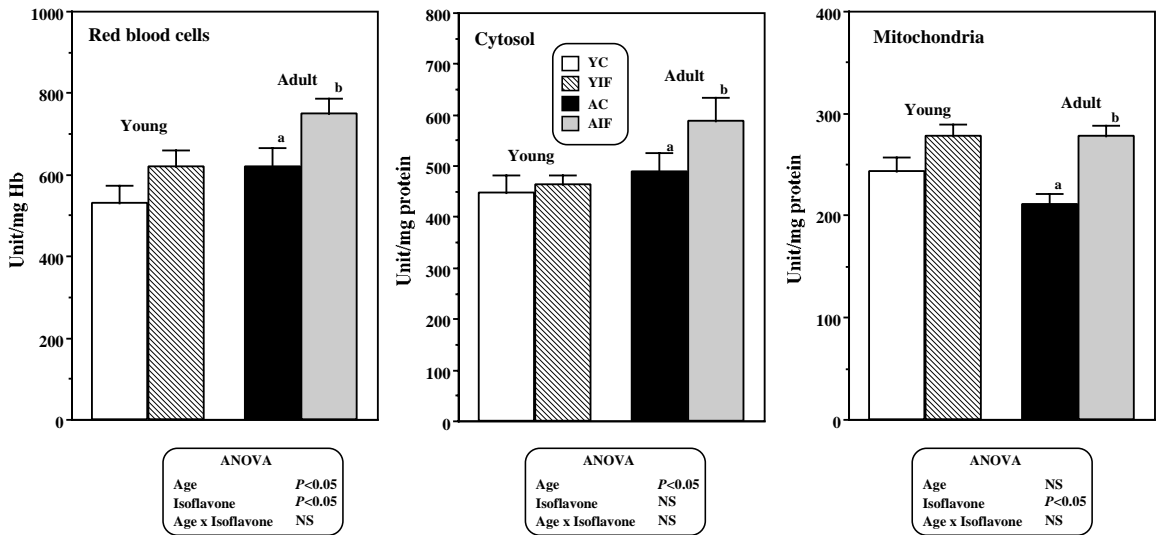 Red blood cells
Unit/mg Hb
1000
800
600
400
200
0
Young
Adult
a
b
Cytosol
Unit/mg protein
800
700
600
500
400
300
200
100
0
YC
YIF
AC
AIF
Young
Adult
a
b
Mitochondria
Unit/mg protein
400
300
200
100
0
Young
Adult
a
b
ANOVA
Age P<0.05
Isoflavone P<0.05
Age x Isoflavone NS
ANOVA
Age P<0.05
Isoflavone NS
Age x Isoflavone NS
ANOVA
Age NS
Isoflavone P<0.05
Age x Isoflavone NS